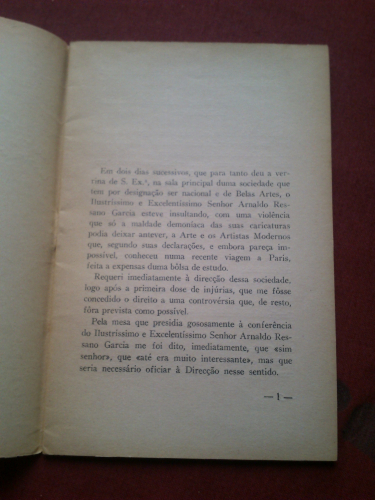 Em dois dias sucessivos, que para tanto deu a ver-
rina de S. Ex.ª, na sala principal duma sociedade que
tem por designação ser nacional e de Belas Artes, o
Ilustríssimo e Excelentíssimo Senhor Arnaldo Res-
sano Garcia esteve insultando, com uma violência
que só a maldade demoníaca das suas caricaturas
podia deixar antever, a Arte e os Artistas Modernos
que, segundo suas declarações, e embora pareça im-
possível, conheceu numa recente viagem a Paris,
feita a expensas duma bôlsa de estudo.
Requeri imediatamente à direcção dessa sociedade,
logo após a primeira dose de injúrias, que me fôsse
concedido o direito a uma controvérsia que, de resto,
fôra prevista como possível.
Pela mesa que presidia gososamente à conferência
do Ilustríssimo e Excelentíssimo Senhor Arnaldo Res-
sano Garcia me foi dito, imediatamente, que «sim
senhor», que «até era muito interessante», mas que
seria necessário oficiar à Direcção nesse sentido.
— 1 —